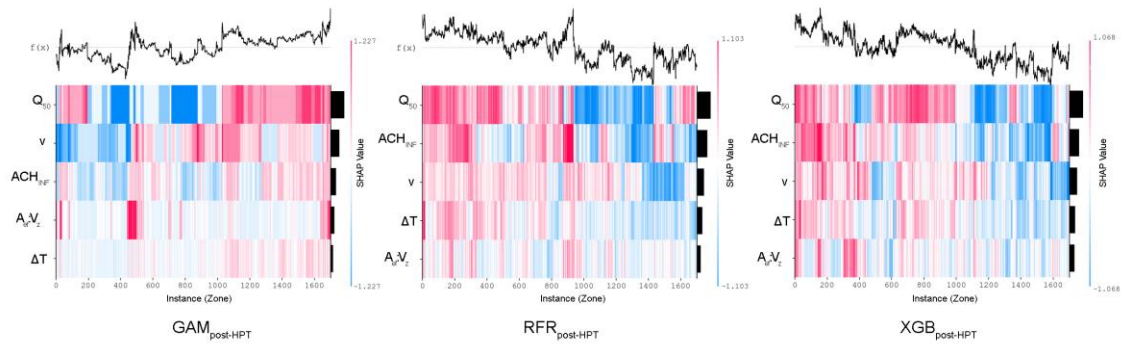 f(x)
1.227
Q50
v
ACHINF
ΔT
SHAP Value
-1.227
0 200 400 600 800 1000 1200 1400 1600
Instance (Zone)
GAMpost-HPT
f(x)
1.103
Q50
ACHINF
v
ΔT
SHAP Value
-1.103
0 200 400 600 800 1000 1200 1400 1600
Instance (Zone)
RFRpost-HPT
f(x)
1.068
Q50
ACHINF
v
ΔT
SHAP Value
-1.068
0 200 400 600 800 1000 1200 1400 1600
Instance (Zone)
XGBpost-HPT